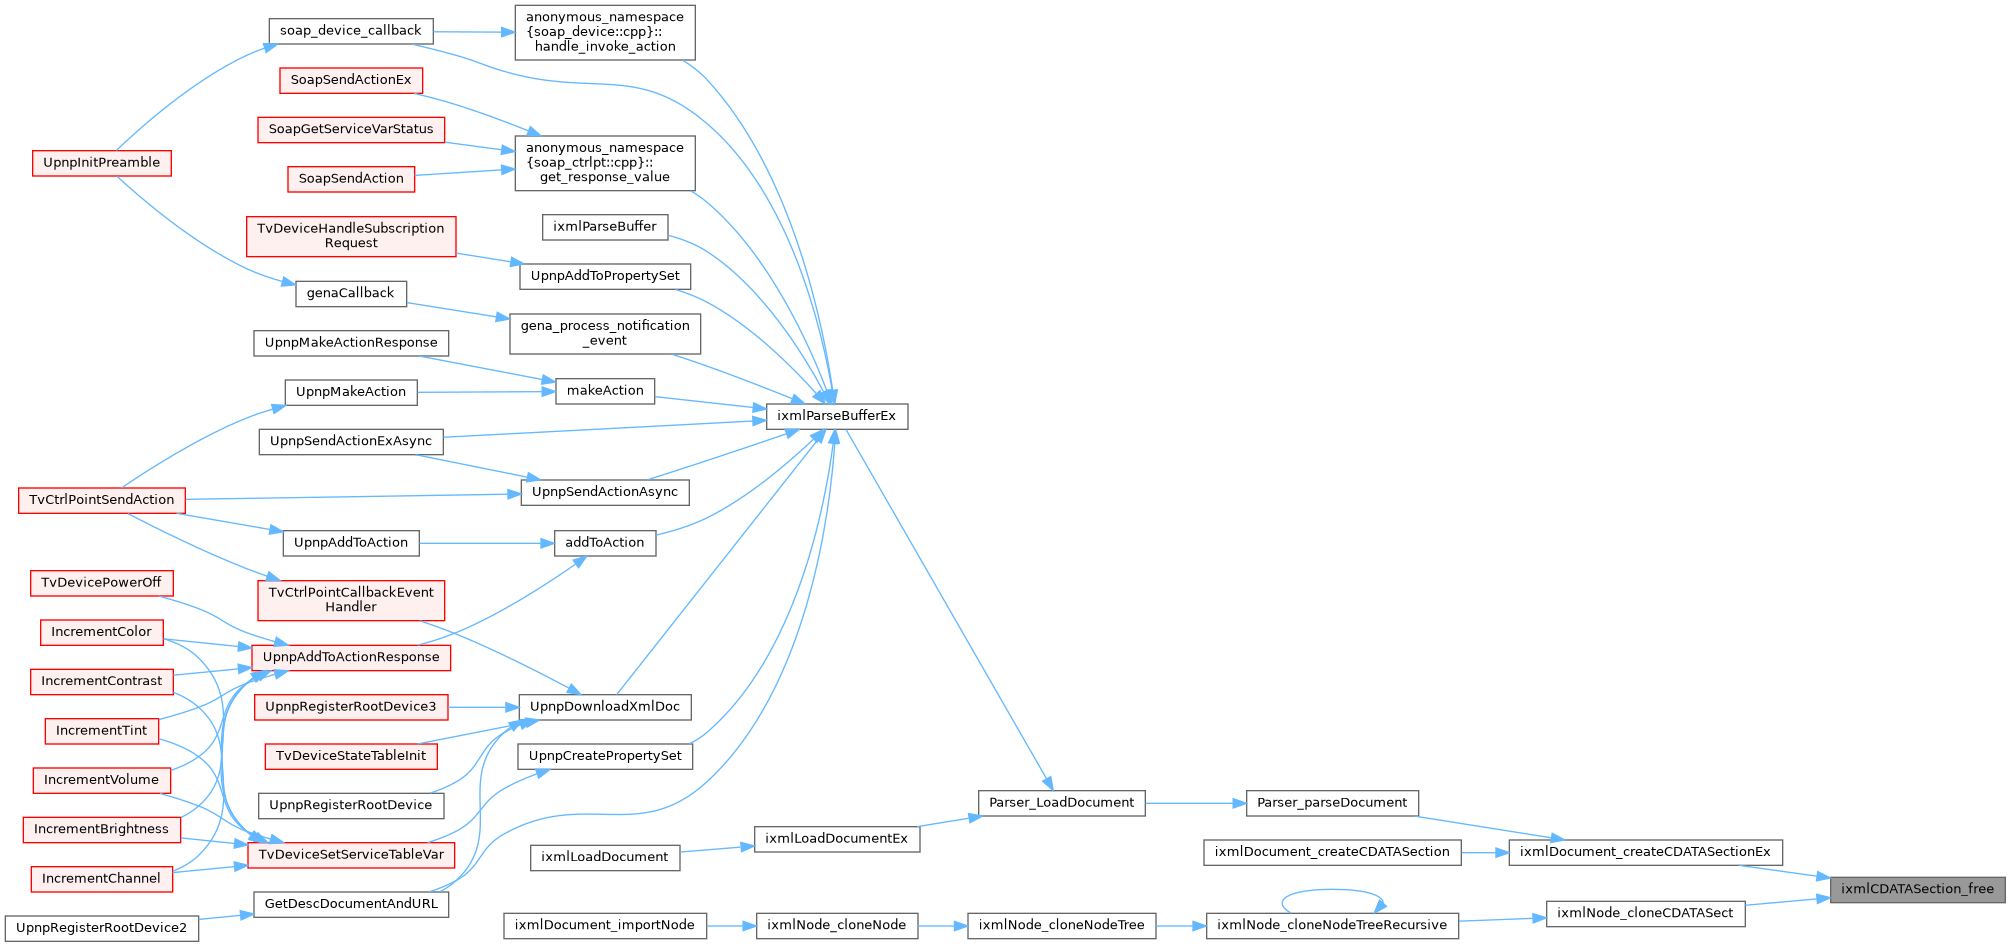 anonymous_namespace
{soap_device::cpp}::
handle_invoke_action
soap_device_callback
SoapSendActionEx
SoapGetServiceVarStatus
anonymous_namespace
{soap_ctrlpt::cpp}::
get_response_value
UpnpInitPreamble
SoapSendAction
TvDeviceHandleSubscription
Request
ixmlParseBuffer
UpnpAddToPropertySet
genaCallback
gena_process_notification
_event
UpnpMakeActionResponse
UpnpMakeAction
makeAction
ixmlParseBufferEx
UpnpSendActionExAsync
TvCtrlPointSendAction
UpnpSendActionAsync
UpnpAddToAction
addToAction
TvDevicePowerOff
TvCtrlPointCallbackEvent
Handler
IncrementColor
UpnpAddToActionResponse
IncrementContrast
UpnpRegisterRootDevice3
UpnpDownloadXmlDoc
IncrementTint
TvDeviceStateTableInit
UpnpCreatePropertySet
IncrementVolume
UpnpRegisterRootDevice
Parser_LoadDocument
Parser_parseDocument
IncrementBrightness
ixmlLoadDocumentEx
TvDeviceSetServiceTableVar
ixmlLoadDocument
ixmlDocument_createCDATASection
ixmlDocument_createCDATASectionEx
IncrementChannel
ixmlCDATASection_free
GetDescDocumentAndURL
ixmlNode_cloneCDATASect
UpnpRegisterRootDevice2
ixmlDocument_importNode
ixmlNode_cloneNode
ixmlNode_cloneNodeTree
ixmlNode_cloneNodeTreeRecursive